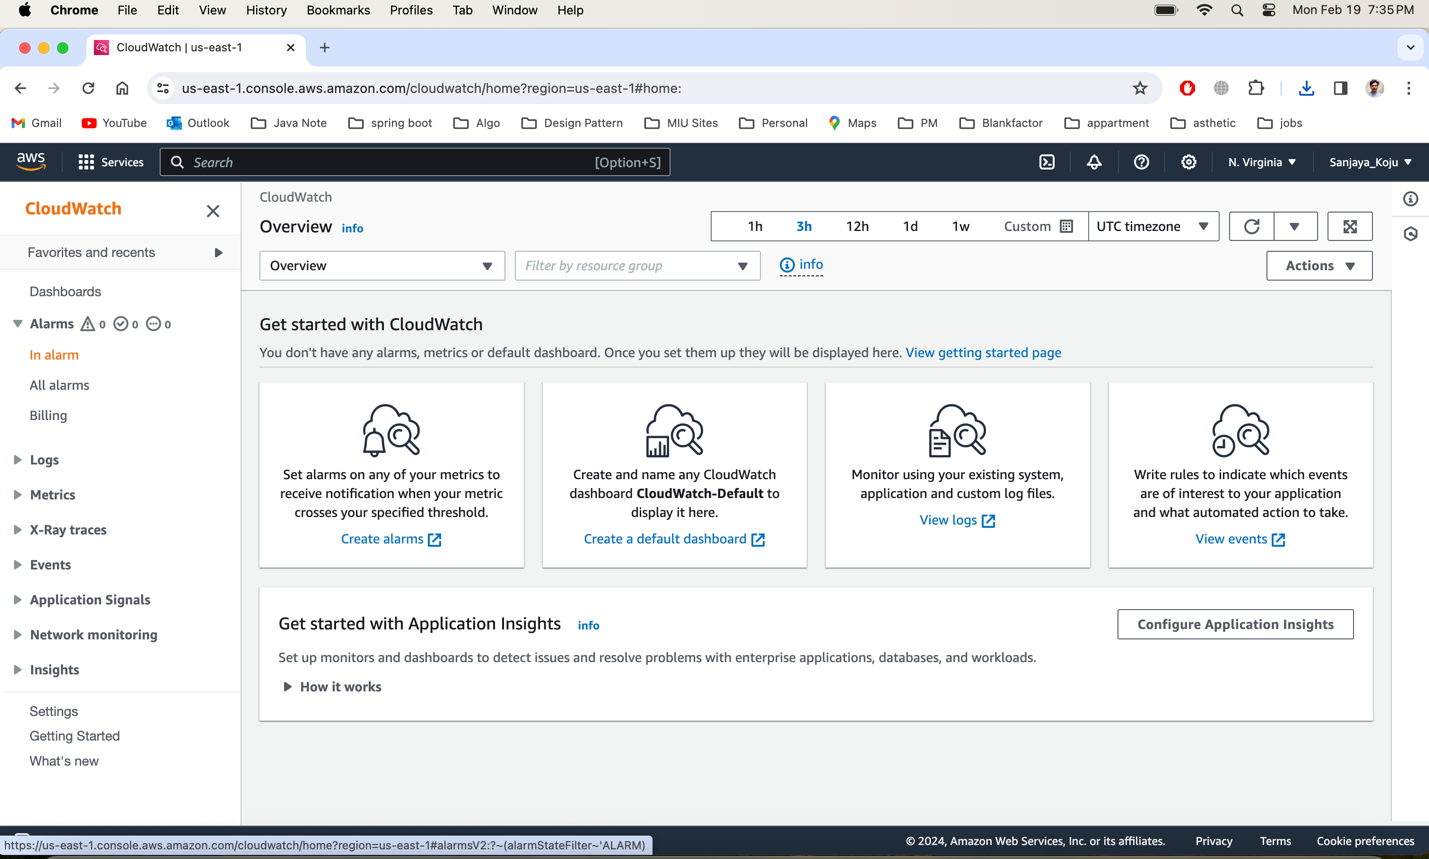 Chrome File Edit View History Bookmarks Profiles Tab Window Help Mon Feb 19 7:35 PM
CloudWatch | us-east-1
us-east-1.console.aws.amazon.com/cloudwatch/home?region=us-east-1#home:
Gmail YouTube Outlook Java Note spring boot Algo Design Pattern MIU Sites Personal Maps PM Blankfactor appartment asthetic jobs
aws Services Search [Option+S] N. Virginia Sanjaya_Koju
CloudWatch
Favorites and recents
Dashboards
Alarms 0 0 0
In alarm
All alarms
Billing
Logs
Metrics
X-Ray traces
Events
Application Signals
Network monitoring
Insights
Settings
Getting Started
What's new
CloudWatch
Overview info
1h 3h 12h 1d 1w Custom UTC timezone
Overview Filter by resource group info Actions
Get started with CloudWatch
You don't have any alarms, metrics or default dashboard. Once you set them up they will be displayed here. View getting started page
Set alarms on any of your metrics to
receive notification when your metric
crosses your specified threshold.
Create alarms
Create and name any CloudWatch
dashboard CloudWatch-Default to
display it here.
Create a default dashboard
Monitor using your existing system,
application and custom log files.
View logs
Write rules to indicate which events
are of interest to your application
and what automated action to take.
View events
Get started with Application Insights info
Configure Application Insights
Set up monitors and dashboards to detect issues and resolve problems with enterprise applications, databases, and workloads.
How it works
https://us-east-1.console.aws.amazon.com/cloudwatch/home?region=us-east-1#alarmsV2:?~(alarmStateFilter~'ALARM)
© 2024, Amazon Web Services, Inc. or its affiliates. Privacy Terms Cookie preferences